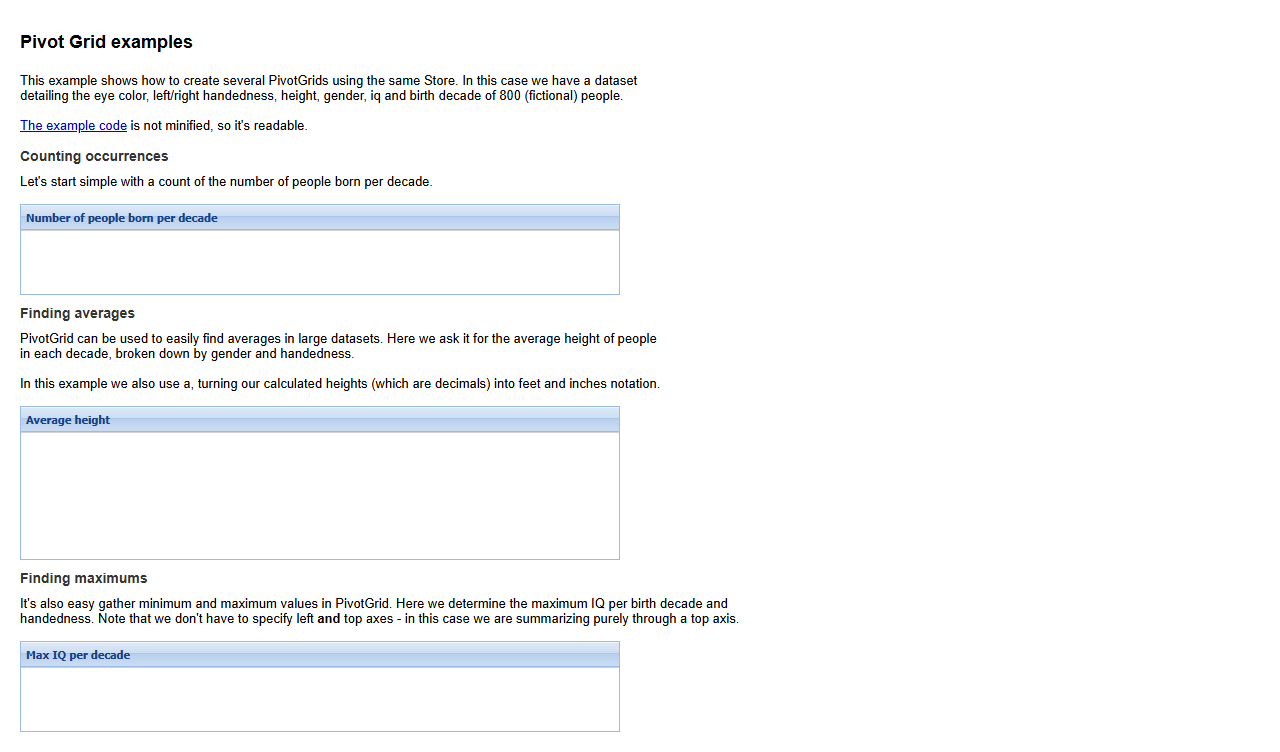 Pivot Grid examples
This example shows how to create several PivotGrids using the same Store. In this case we have a dataset
detailing the eye color, left/right handedness, height, gender, iq and birth decade of 800 (fictional) people.
The example code is not minified, so it's readable.
Counting occurrences
Let's start simple with a count of the number of people born per decade.
Number of people born per decade
Finding averages
PivotGrid can be used to easily find averages in large datasets. Here we ask it for the average height of people
in each decade, broken down by gender and handedness.
In this example we also use a, turning our calculated heights (which are decimals) into feet and inches notation.
Average height
Finding maximums
It's also easy gather minimum and maximum values in PivotGrid. Here we determine the maximum IQ per birth decade and
handedness. Note that we don't have to specify left and top axes - in this case we are summarizing purely through a top axis.
Max IQ per decade